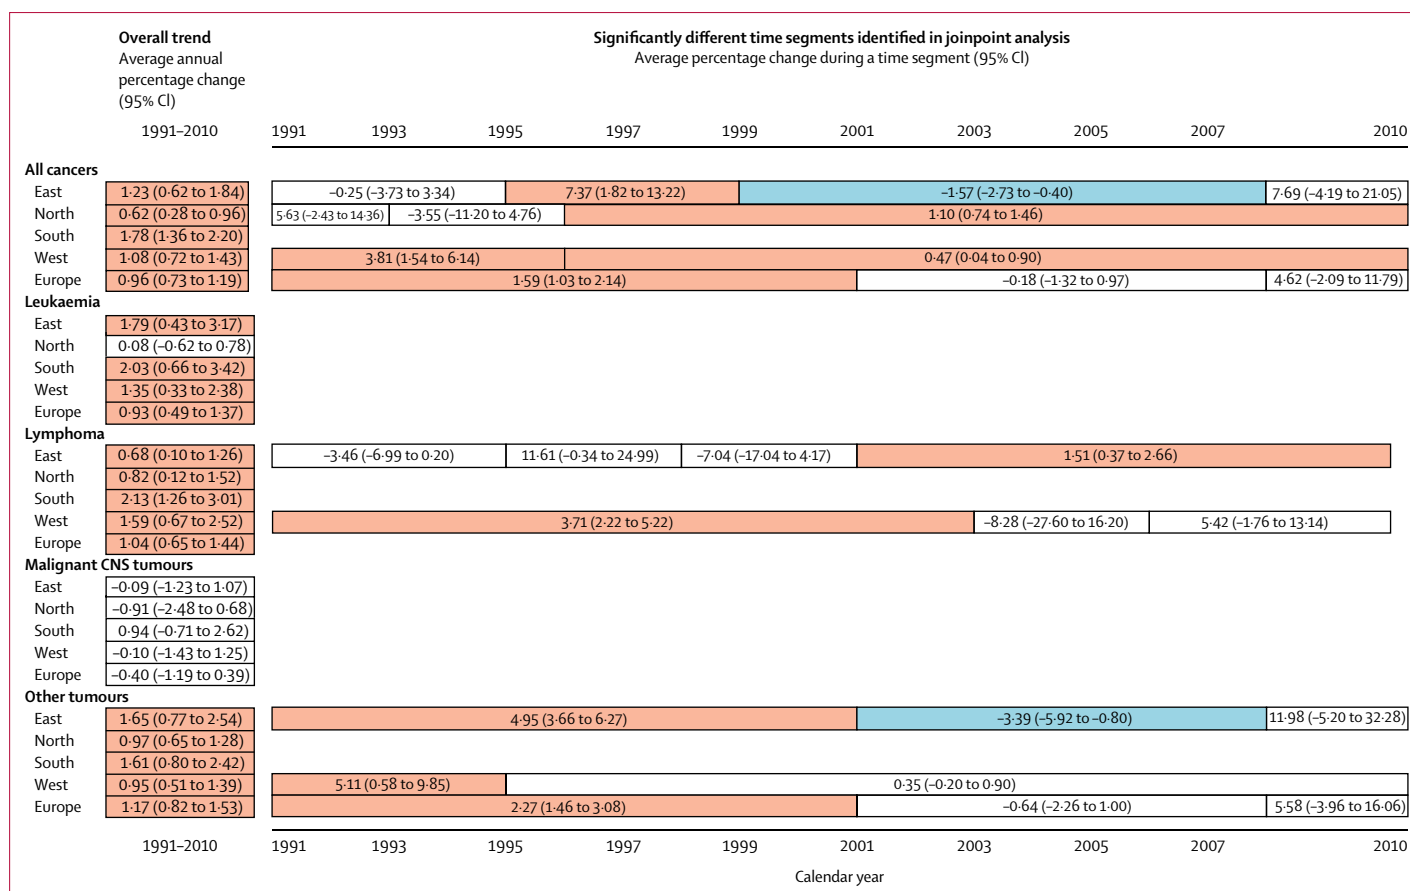 Overall trend
Average annual
percentage change
(95% CI)
Significantly different time segments identified in joinpoint analysis
Average percentage change during a time segment (95% CI)
1991–2010 1991 1993 1995 1997 1999 2001 2003 2005 2007 2010
All cancers
East 1·23 (0·62 to 1·84) –0·25 (–3·73 to 3·34) 7·37 (1·82 to 13·22) –1·57 (–2·73 to –0·40) 7·69 (–4·19 to 21·05)
North 0·62 (0·28 to 0·96) 5·63 (–2·43 to 14·36) –3·55 (–11·20 to 4·76) 1·10 (0·74 to 1·46)
South 1·78 (1·36 to 2·20)
West 1·08 (0·72 to 1·43) 3·81 (1·54 to 6·14) 0·47 (0·04 to 0·90)
Europe 0·96 (0·73 to 1·19) 1·59 (1·03 to 2·14) –0·18 (–1·32 to 0·97) 4·62 (–2·09 to 11·79)
Leukaemia
East 1·79 (0·43 to 3·17)
North 0·08 (–0·62 to 0·78)
South 2·03 (0·66 to 3·42)
West 1·35 (0·33 to 2·38)
Europe 0·93 (0·49 to 1·37)
Lymphoma
East 0·68 (0·10 to 1·26) –3·46 (–6·99 to 0·20) 11·61 (–0·34 to 24·99) –7·04 (–17·04 to 4·17) 1·51 (0·37 to 2·66)
North 0·82 (0·12 to 1·52)
South 2·13 (1·26 to 3·01)
West 1·59 (0·67 to 2·52) 3·71 (2·22 to 5·22) –8·28 (–27·60 to 16·20) 5·42 (–1·76 to 13·14)
Europe 1·04 (0·65 to 1·44)
Malignant CNS tumours
East –0·09 (–1·23 to 1·07)
North –0·91 (–2·48 to 0·68)
South 0·94 (–0·71 to 2·62)
West –0·10 (–1·43 to 1·25)
Europe –0·40 (–1·19 to 0·39)
Other tumours
East 1·65 (0·77 to 2·54) 4·95 (3·66 to 6·27) –3·39 (–5·92 to –0·80) 11·98 (–5·20 to 32·28)
North 0·97 (0·65 to 1·28)
South 1·61 (0·80 to 2·42)
West 0·95 (0·51 to 1·39) 5·11 (0·58 to 9·85) 0·35 (–0·20 to 0·90)
Europe 1·17 (0·82 to 1·53) 2·27 (1·46 to 3·08) –0·64 (–2·26 to 1·00) 5·58 (–3·96 to 16·06)
1991–2010 1991 1993 1995 1997 1999 2001 2003 2005 2007 2010
Calendar year